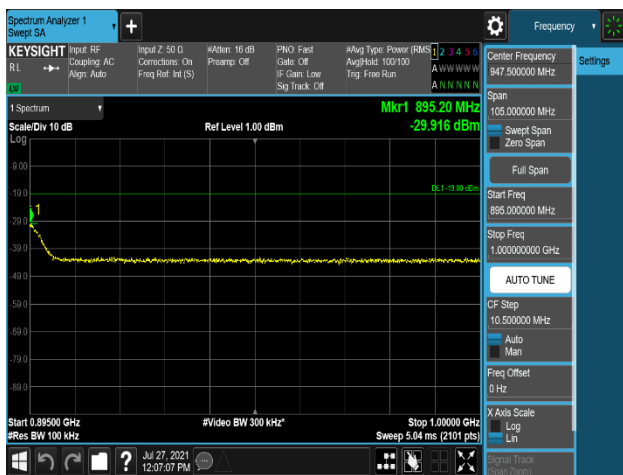 Spectrum Analyzer 1
Swept SA
+
Frequency
KEYSIGHT
RL
Input: RF
Coupling: AC
Align: Auto
Input Z: 50 Ω
Corrections: On
Freq Ref: Int (S)
#Atten: 16 dB
Preamp: Off
PNO: Fast
Gate: Off
IF Gain: Low
Sig Track: Off
#Avg Type: Power (RMS
Avg|Hold: 100/100
Trig: Free Run
1 2 3 4 5 6
A W W W W W
A N N N N N
1 Spectrum
Scale/Div 10 dB
Log
Ref Level 1.00 dBm
Mkr1 895.20 MHz
-29.916 dBm
-9.00
-19.0
DL1 -19.00 dBm
1
-29.0
-39.0
-49.0
-59.0
-69.0
-79.0
-89.0
Start 0.89500 GHz
#Res BW 100 kHz
#Video BW 300 kHz*
Stop 1.00000 GHz
Sweep 5.04 ms (2101 pts)
?
Jul 27, 2021
12:07:07 PM
Center Frequency
947.500000 MHz
Settings
Span
105.000000 MHz
Swept Span
Zero Span
Full Span
Start Freq
895.000000 MHz
Stop Freq
1.000000000 GHz
AUTO TUNE
CF Step
10.500000 MHz
Auto
Man
Freq Offset
0 Hz
X Axis Scale
Log
Lin
Signal Track
(Span Zoom)